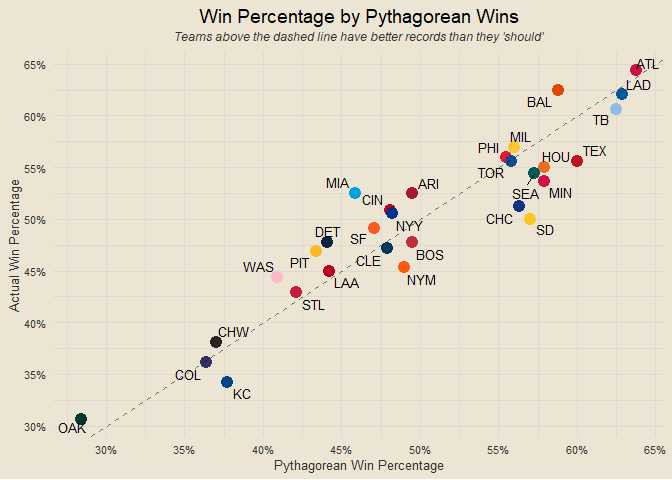 Win Percentage by Pythagorean Wins
Teams above the dashed line have better records than they 'should'
65%
60%
55%
50%
45%
40%
35%
30%
Actual Win Percentage
ATL
LAD
BAL
TB
MIL
PHI
HOU
TEX
TOR
SEA
MIN
MIA
ARI
CIN
CHC
SD
NYY
DET
SF
BOS
PIT
CLE
WAS
LAA
NYM
STL
CHW
COL
KC
OAK
30%
35%
40%
45%
50%
55%
60%
65%
Pythagorean Win Percentage